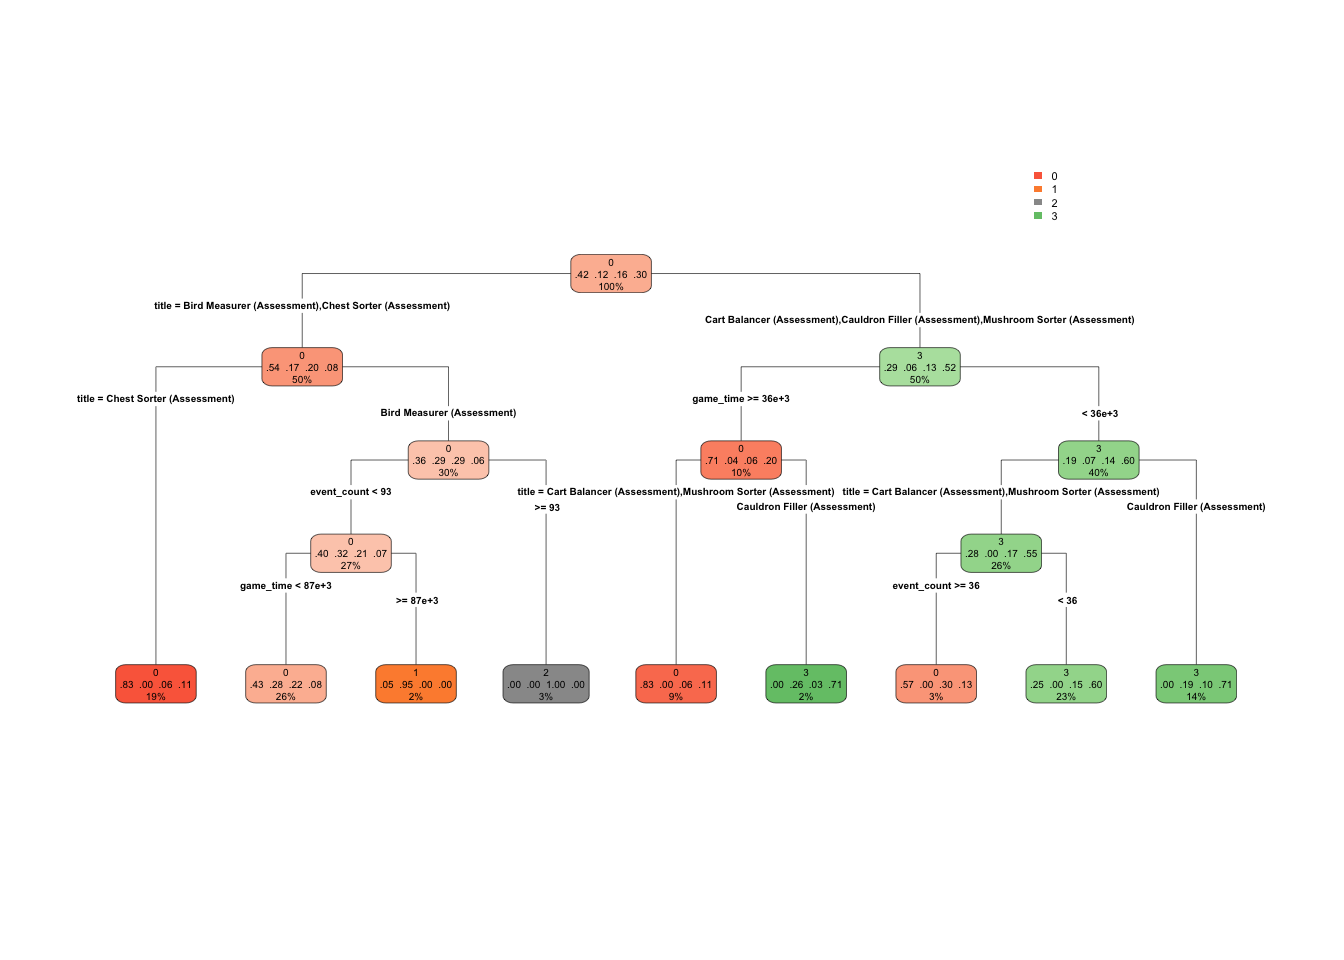 0
1
2
3
0
.42 .12 .16 .30
100%
title = Bird Measurer (Assessment),Chest Sorter (Assessment)
Cart Balancer (Assessment),Cauldron Filler (Assessment),Mushroom Sorter (Assessment)
0
.54 .17 .20 .08
50%
3
.29 .06 .13 .52
50%
title = Chest Sorter (Assessment)
Bird Measurer (Assessment)
game_time >= 36e+3
< 36e+3
0
.36 .29 .29 .06
30%
0
.71 .04 .06 .20
10%
3
.19 .07 .14 .60
40%
event_count < 93
>= 93
title = Cart Balancer (Assessment),Mushroom Sorter (Assessment)
Cauldron Filler (Assessment)
title = Cart Balancer (Assessment),Mushroom Sorter (Assessment)
Cauldron Filler (Assessment)
0
.40 .32 .21 .07
27%
3
.28 .00 .17 .55
26%
game_time < 87e+3
>= 87e+3
event_count >= 36
< 36
0
.83 .00 .06 .11
19%
0
.43 .28 .22 .08
26%
1
.05 .95 .00 .00
2%
2
.00 .00 1.00 .00
3%
0
.83 .00 .06 .11
9%
3
.00 .26 .03 .71
2%
0
.57 .00 .30 .13
3%
3
.25 .00 .15 .60
23%
3
.00 .19 .10 .71
14%